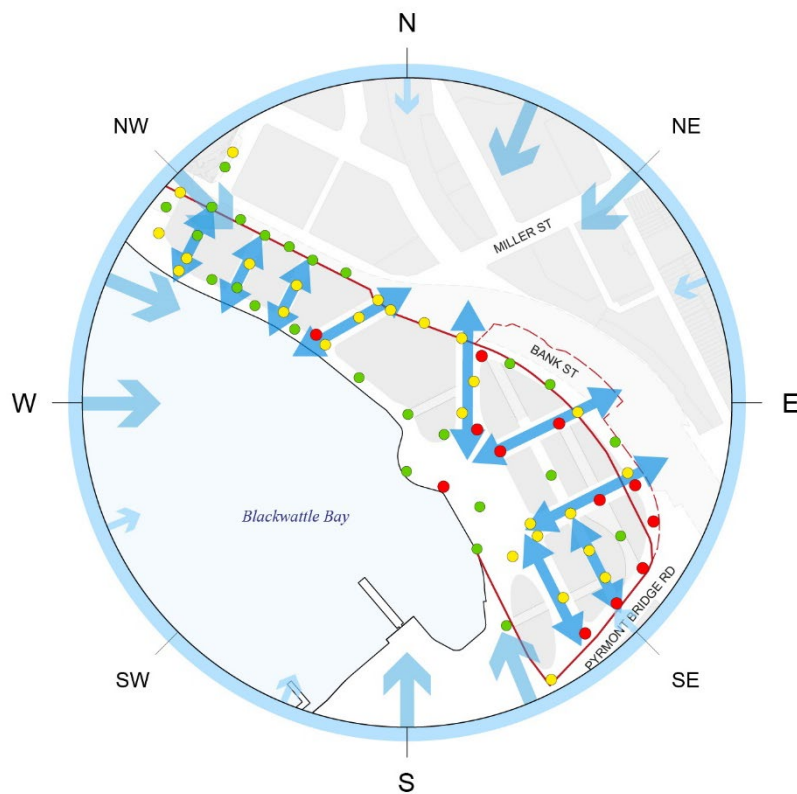 N
NW
NE
MILLER ST
BANK ST
W
E
Blackwattle Bay
PYRMONT BRIDGE RD
SW
SE
S